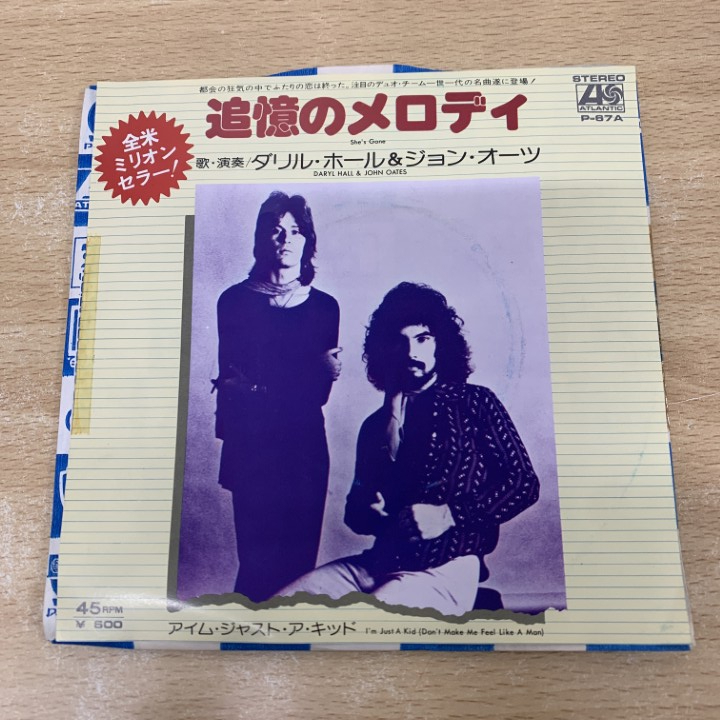 都会の狂気の中でふたりの恋は終った。注目のデュオ・チーム一世一代の名曲遂に登場!
STEREO
ATLANTIC
P-67A
追憶のメロディ
She's Gone
全米
ミリオン
セラー!
歌・演奏/ダリル・ホール&ジョン・オーツ
DARYL HALL & JOHN OATES
45RPM
¥ 600
アイム・ジャスト・ア・キッド I'm Just A Kid (Don't Make Me Feel Like A Man)